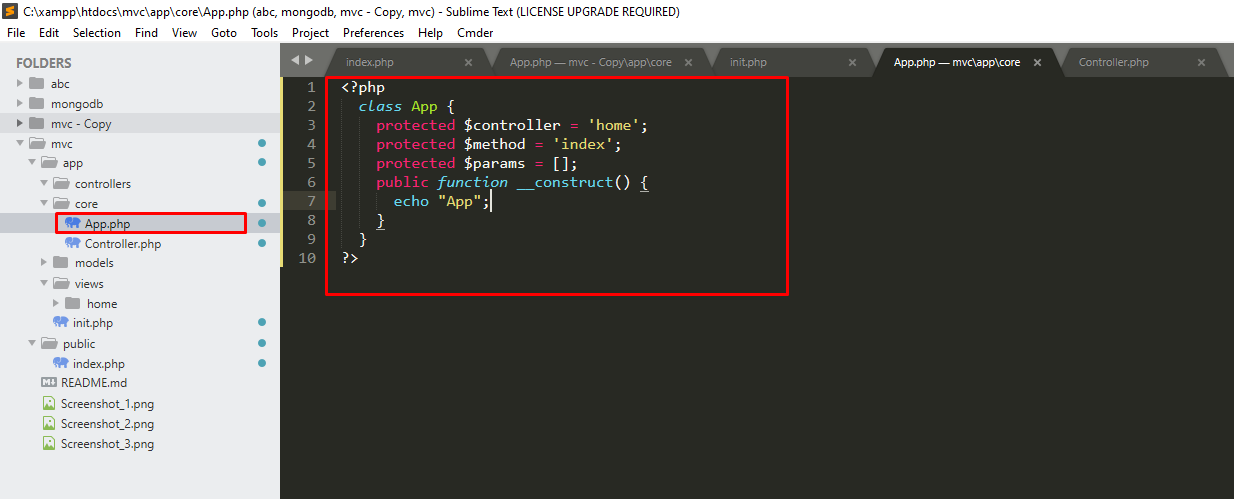 C:\xampp\htdocs\mvc\app\core\App.php (abc, mongodb, mvc - Copy, mvc) - Sublime Text (LICENSE UPGRADE REQUIRED)
File Edit Selection Find View Goto Tools Project Preferences Help Cmder
FOLDERS
abc
mongodb
mvc - Copy
mvc
app
controllers
core
App.php
Controller.php
models
views
home
init.php
public
index.php
README.md
Screenshot_1.png
Screenshot_2.png
Screenshot_3.png
index.php App.php — mvc - Copy\app\core init.php App.php — mvc\app\core Controller.php
1 <?php
2 class App {
3 protected $controller = 'home';
4 protected $method = 'index';
5 protected $params = [];
6 public function __construct() {
7 echo "App";
8 }
9 }
10 ?>